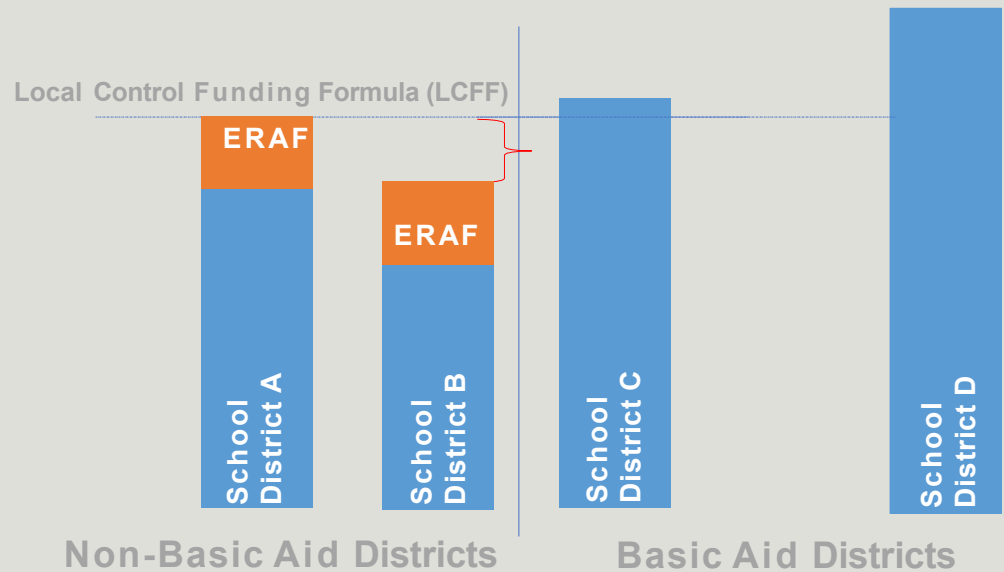 Local Control Funding Formula (LCFF)
ERAF
ERAF
School
District A
School
District B
School
District C
School
District D
Non-Basic Aid Districts
Basic Aid Districts